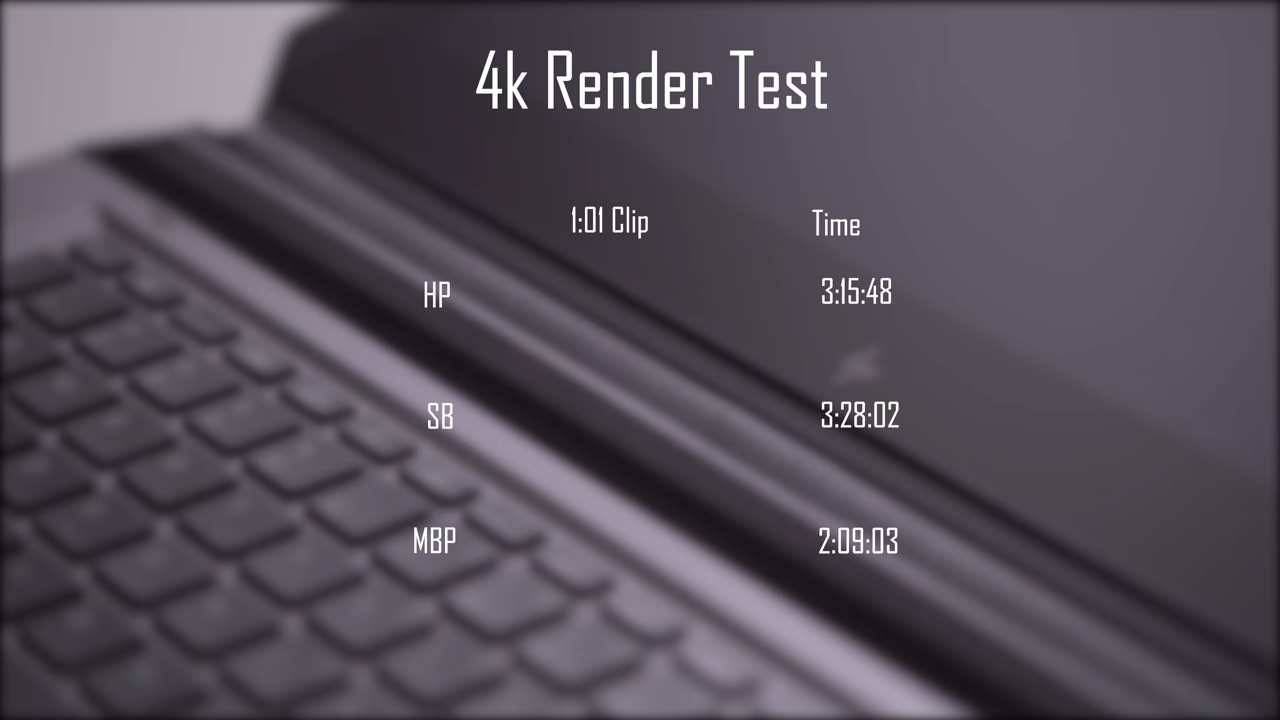 4k Render Test
1:01 Clip Time
HP 3:15:48
SB 3:28:02
MBP 2:09:03